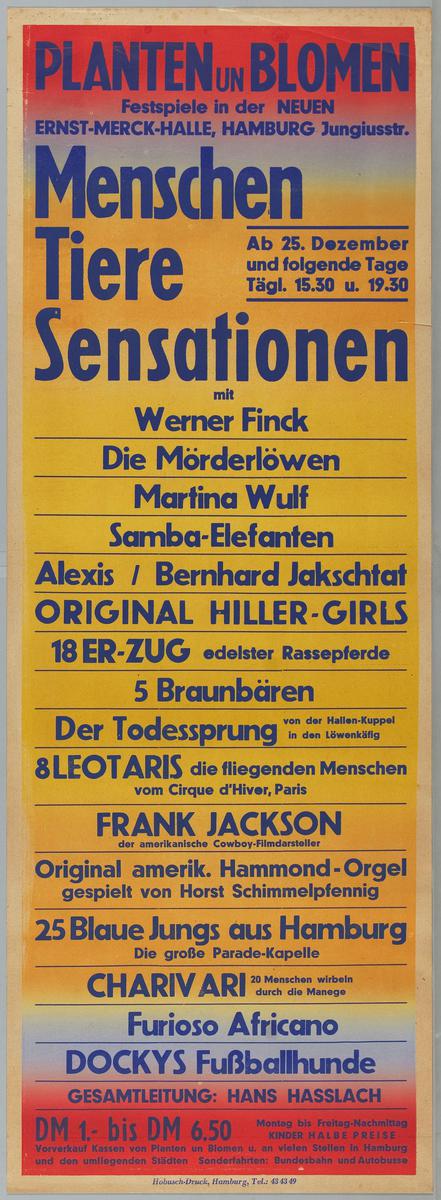 PLANTEN UN BLOMEN
Festspiele in der NEUEN
ERNST-MERCK-HALLE, HAMBURG Jungiusstr.
Menschen
Tiere
Ab 25. Dezember
und folgende Tage
Tägl. 15.30 u. 19.30
Sensationen
mit
Werner Finck
Die Mörderlöwen
Martina Wulf
Samba-Elefanten
Alexis / Bernhard Jakschtat
ORIGINAL HILLER-GIRLS
18 ER-ZUG edelster Rassepferde
5 Braunbären
Der Todessprung von der Hallen-Kuppel
in den Löwenkäfig
8 LEOTARIS die fliegenden Menschen
vom Cirque d'Hiver, Paris
FRANK JACKSON
der amerikanische Cowboy-Filmdarsteller
Original amerik. Hammond-Orgel
gespielt von Horst Schimmelpfennig
25 Blaue Jungs aus Hamburg
Die große Parade-Kapelle
CHARIVARI 20 Menschen wirbeln
durch die Manege
Furioso Africano
DOCKYS Fußballhunde
GESAMTLEITUNG: HANS HASSLACH
DM 1.- bis DM 6.50
Montag bis Freitag-Nachmittag
KINDER HALBE PREISE
Vorverkauf Kassen von Planten un Blomen u. an vielen Stellen in Hamburg
und den umliegenden Städten Sonderfahrten: Bundesbahn und Autobusse
Hobusch-Druck, Hamburg, Tel.: 43 43 49